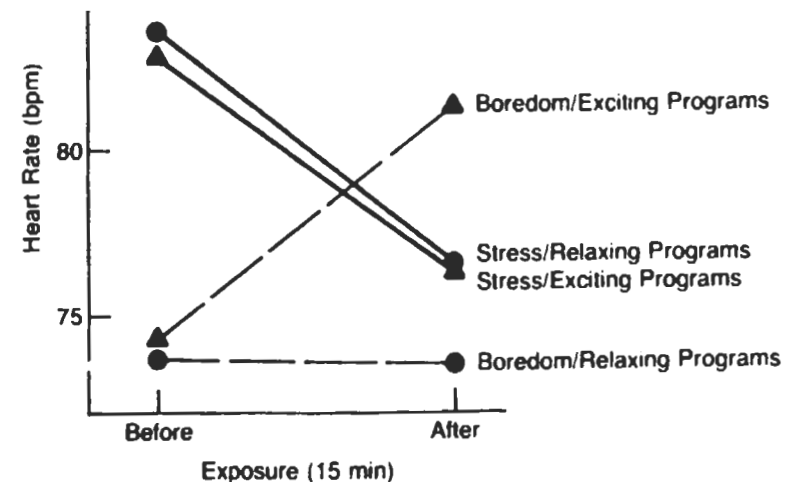 Heart Rate (bpm)
80
75
Boredom/Exciting Programs
Stress/Relaxing Programs
Stress/Exciting Programs
Boredom/Relaxing Programs
Before
After
Exposure (15 min)